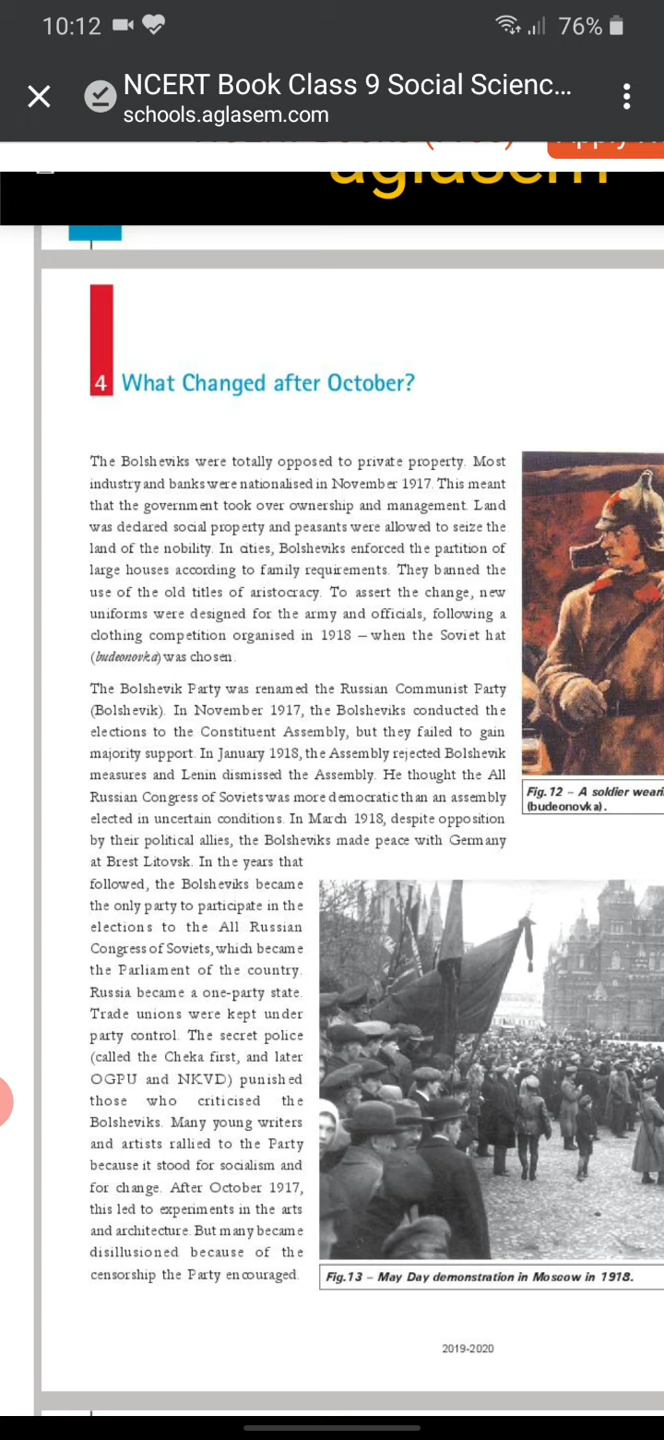 10:12
76%
NCERT Book Class 9 Social Scienc...
schools.aglasem.com
aglasem
4 What Changed after October?
The Bolsheviks were totally opposed to private property. Most
industry and banks were nationalised in November 1917. This meant
that the government took over ownership and management. Land
was declared social property and peasants were allowed to seize the
land of the nobility. In cities, Bolsheviks enforced the partition of
large houses according to family requirements. They banned the
use of the old titles of aristocracy. To assert the change, new
uniforms were designed for the army and officials, following a
clothing competition organised in 1918 – when the Soviet hat
(budeonovka) was chosen.
The Bolshevik Party was renamed the Russian Communist Party
(Bolshevik). In November 1917, the Bolsheviks conducted the
elections to the Constituent Assembly, but they failed to gain
majority support. In January 1918, the Assembly rejected Bolshevik
measures and Lenin dismissed the Assembly. He thought the All
Russian Congress of Soviets was more democratic than an assembly
elected in uncertain conditions. In March 1918, despite opposition
by their political allies, the Bolsheviks made peace with Germany
at Brest Litovsk. In the years that
followed, the Bolsheviks became
the only party to participate in the
elections to the All Russian
Congress of Soviets, which became
the Parliament of the country.
Russia became a one-party state.
Trade unions were kept under
party control. The secret police
(called the Cheka first, and later
OGPU and NKVD) punished
those who criticised the
Bolsheviks. Many young writers
and artists rallied to the Party
because it stood for socialism and
for change. After October 1917,
this led to experiments in the arts
and architecture. But many became
disillusioned because of the
censorship the Party encouraged.
Fig.12 – A soldier weari
(budeonovka).
Fig.13 – May Day demonstration in Moscow in 1918.
2019-2020